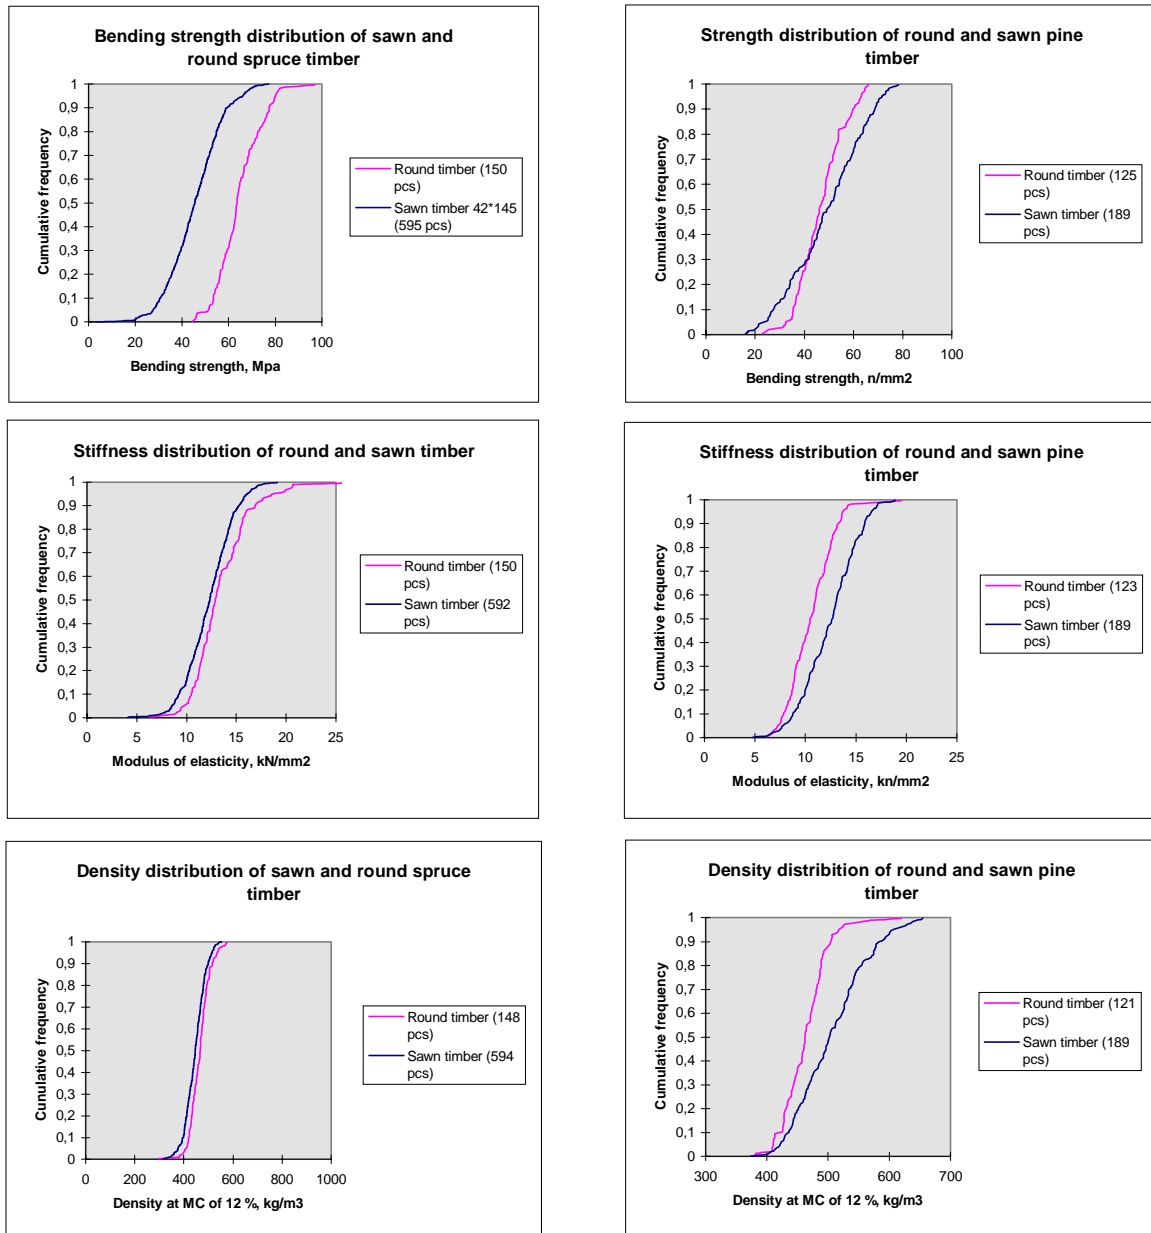 Bending strength distribution of sawn and
round spruce timber
1
0,9
0,8
0,7
0,6
0,5
0,4
0,3
0,2
0,1
0
0 20 40 60 80 100
Cumulative frequency
Bending strength, Mpa
Round timber (150
pcs)
Sawn timber 42*145
(595 pcs)
Strength distribution of round and sawn pine
timber
1
0,9
0,8
0,7
0,6
0,5
0,4
0,3
0,2
0,1
0
0 20 40 60 80 100
Cumulative frequency
Bending strength, n/mm2
Round timber (125
pcs)
Sawn timber (189
pcs)
Stiffness distribution of round and sawn timber
1
0,9
0,8
0,7
0,6
0,5
0,4
0,3
0,2
0,1
0
0 5 10 15 20 25
Cumulative frequency
Modulus of elasticity, kN/mm2
Round timber (150
pcs)
Sawn timber (592
pcs)
Stiffness distribution of round and sawn pine
timber
1
0,9
0,8
0,7
0,6
0,5
0,4
0,3
0,2
0,1
0
0 5 10 15 20 25
Cumulative frequency
Modulus of elasticity, kn/mm2
Round timber (123
pcs)
Sawn timber (189
pcs)
Density distribution of sawn and round spruce
timber
1
0,9
0,8
0,7
0,6
0,5
0,4
0,3
0,2
0,1
0
0 200 400 600 800 1000
Cunulative frequency
Density at MC of 12 %, kg/m3
Round timber (148
pcs)
Sawn timber (594
pcs)
Density distribition of round and sawn pine
timber
1
0,9
0,8
0,7
0,6
0,5
0,4
0,3
0,2
0,1
0
300 400 500 600 700
Cumulative frequency
Density at MC of 12 %, kg/m3
Round timber (121
pcs)
Sawn timber (189
pcs)